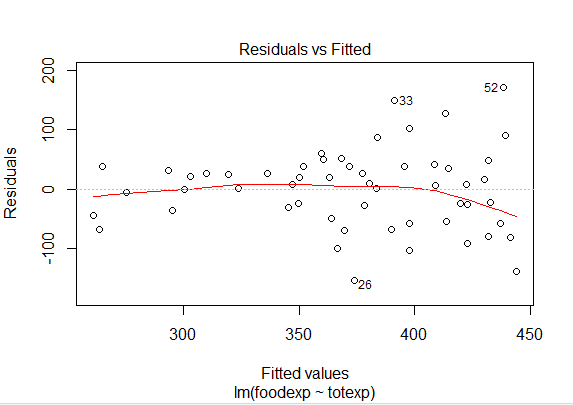 Residuals vs Fitted
200
100
0
-100
Residuals
33
52
26
300
350
400
450
Fitted values
lm(foodexp ~ totexp)